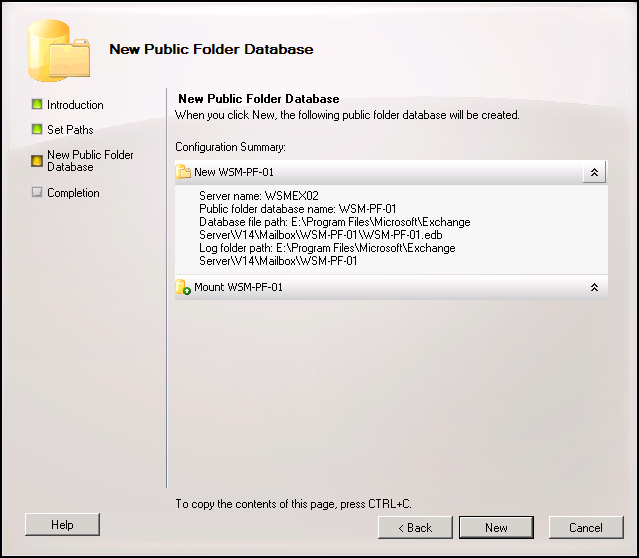 New Public Folder Database
Introduction
Set Paths
New Public Folder
Database
Completion
New Public Folder Database
When you click New, the following public folder database will be created.
Configuration Summary:
New WSM-PF-01
Server name: WSMEX02
Public folder database name: WSM-PF-01
Database file path: E:\Program Files\Microsoft\Exchange
Server\V14\Mailbox\WSM-PF-01\WSM-PF-01.edb
Log folder path: E:\Program Files\Microsoft\Exchange
Server\V14\Mailbox\WSM-PF-01
Mount WSM-PF-01
To copy the contents of this page, press CTRL+C.
Help
< Back
New
Cancel